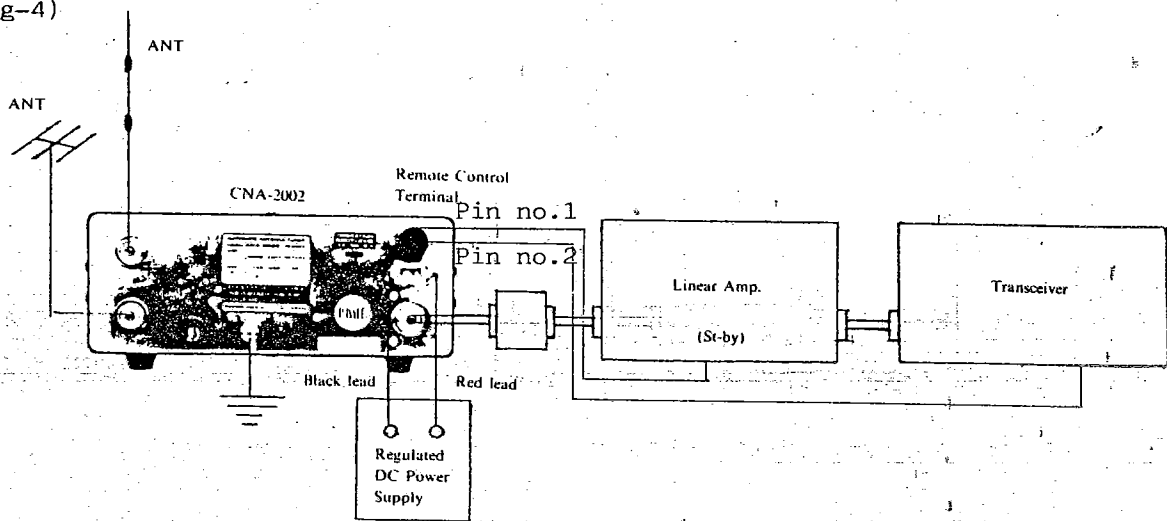 g-4)
ANT
ANT
CNA-2002
Remote Control
Terminal
Pin no.1
Pin no.2
Linear Amp.
(St-by)
Transceiver
Black lead
Red lead
Regulated
DC Power
Supply